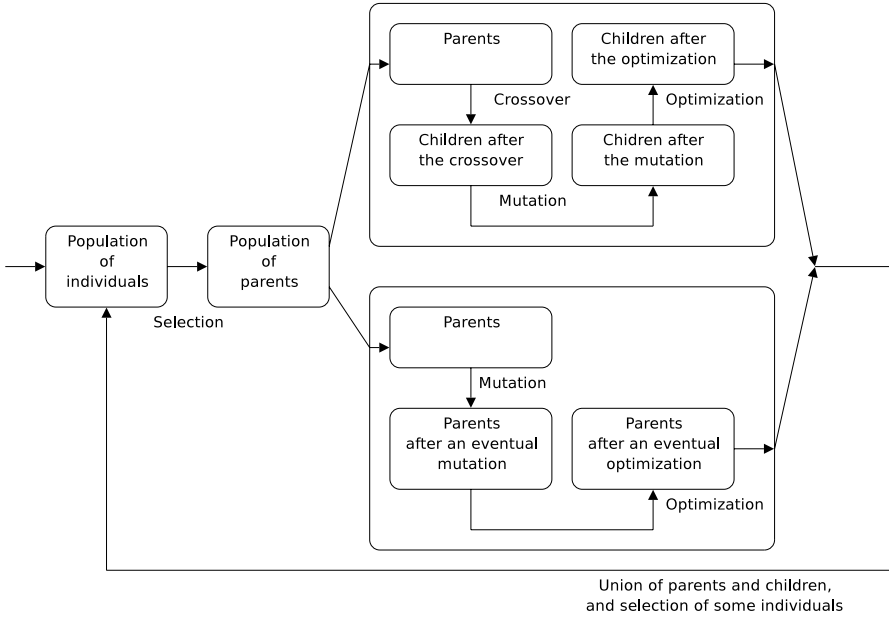 Population
of
individuals
Selection
Population
of
parents
Parents
Crossover
Children after
the crossover
Mutation
Chidren after
the mutation
Optimization
Children after
the optimization
Parents
Mutation
Parents
after an eventual
mutation
Parents
after an eventual
optimization
Optimization
Union of parents and children,
and selection of some individuals